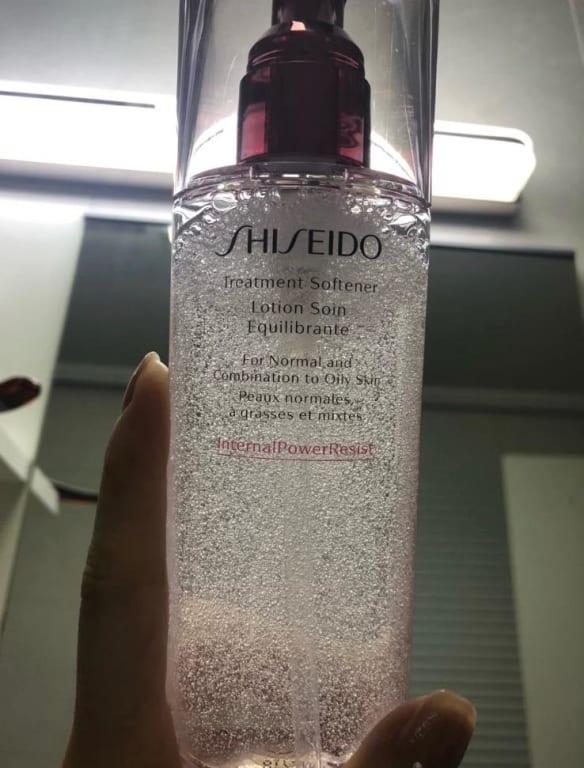 SHISEIDO
Treatment Softener
Lotion Soin
Equilibrante
For Normal and
Combination to Oily Skin
Peaux normales,
à grasses et mixtes
InternalPowerResist